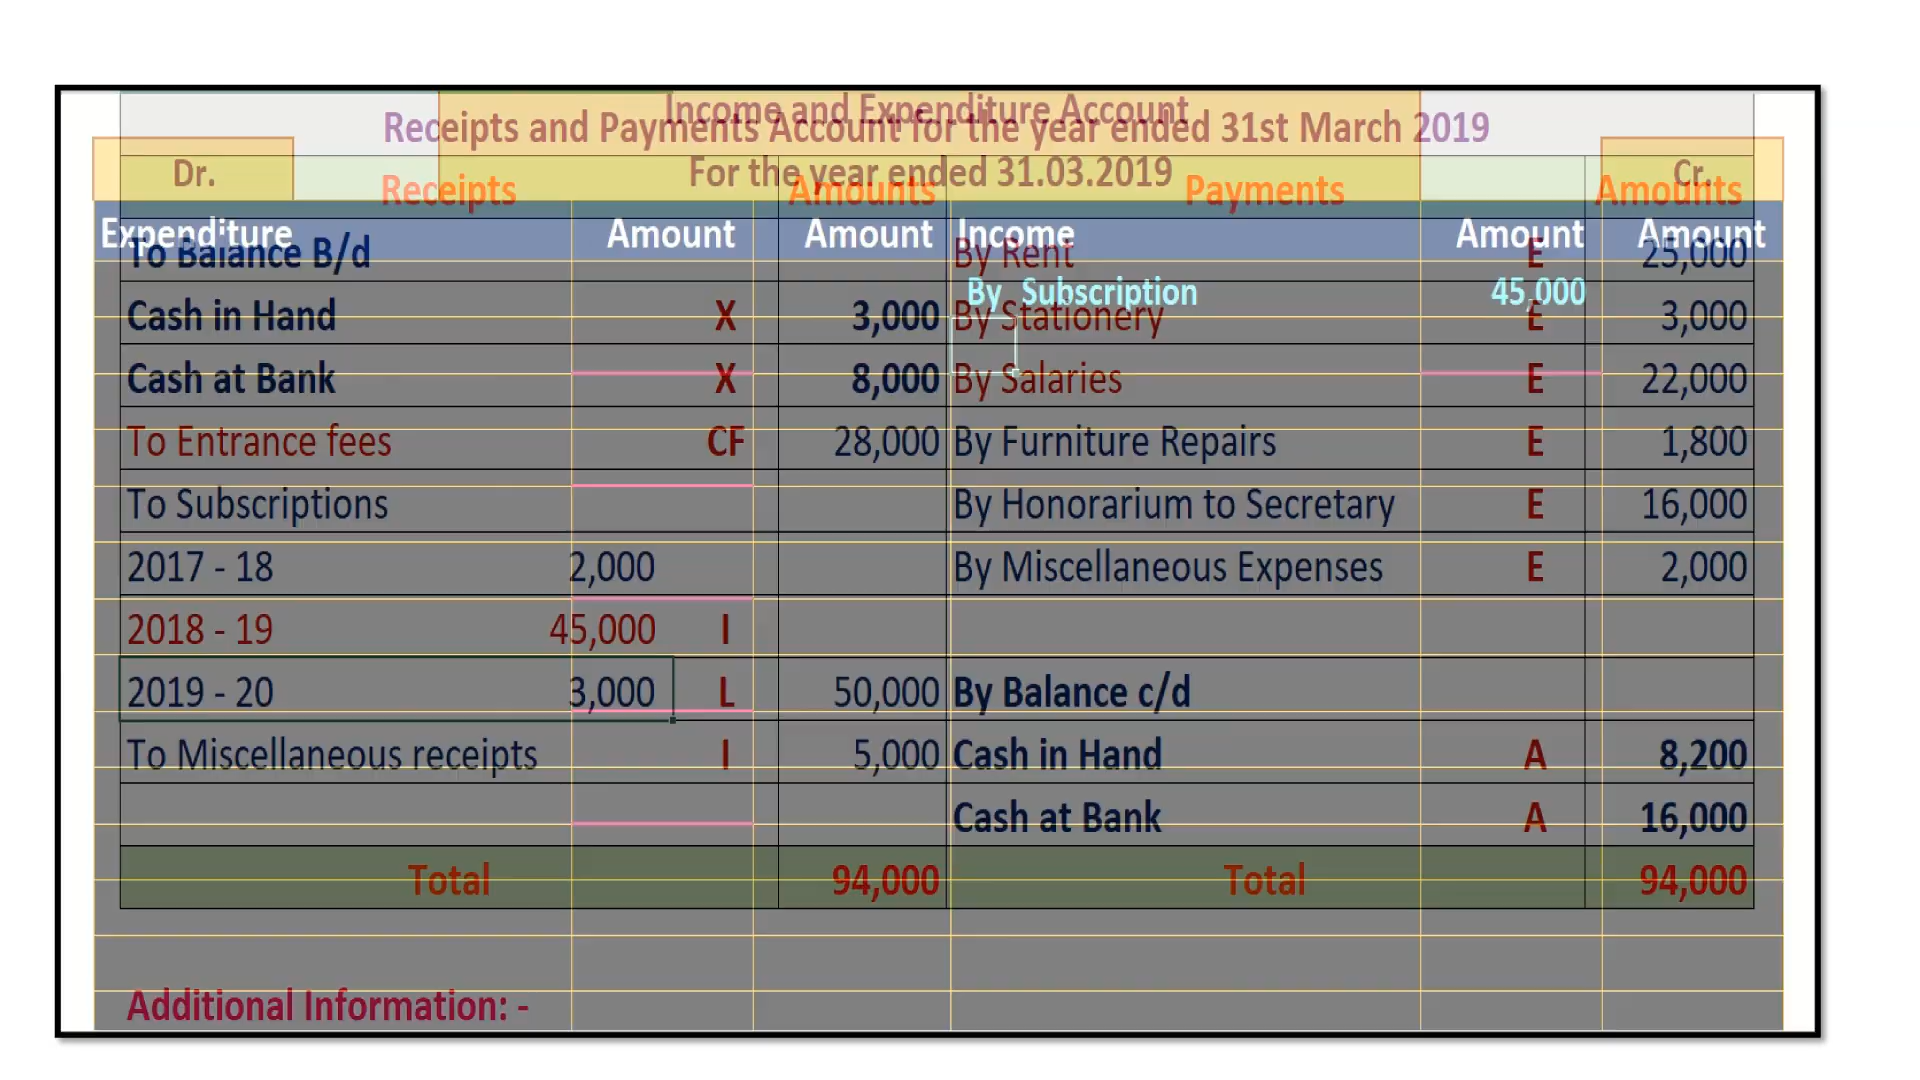 Income and Expenditure Account
Receipts and Payments Account for the year ended 31st March 2019
Dr. For the year ended 31.03.2019 Cr.
Receipts Amounts Payments Amounts
Expenditure Amount Amount Income Amount Amount
To Balance B/d By Rent E 25,000
By Subscription 45,000
Cash in Hand X 3,000 By Stationery E 3,000
Cash at Bank X 8,000 By Salaries E 22,000
To Entrance fees CF 28,000 By Furniture Repairs E 1,800
To Subscriptions By Honorarium to Secretary E 16,000
2017 - 18 2,000 By Miscellaneous Expenses E 2,000
2018 - 19 45,000 I
2019 - 20 3,000 L 50,000 By Balance c/d
To Miscellaneous receipts I 5,000 Cash in Hand A 8,200
Cash at Bank A 16,000
Total 94,000 Total 94,000
Additional Information: -